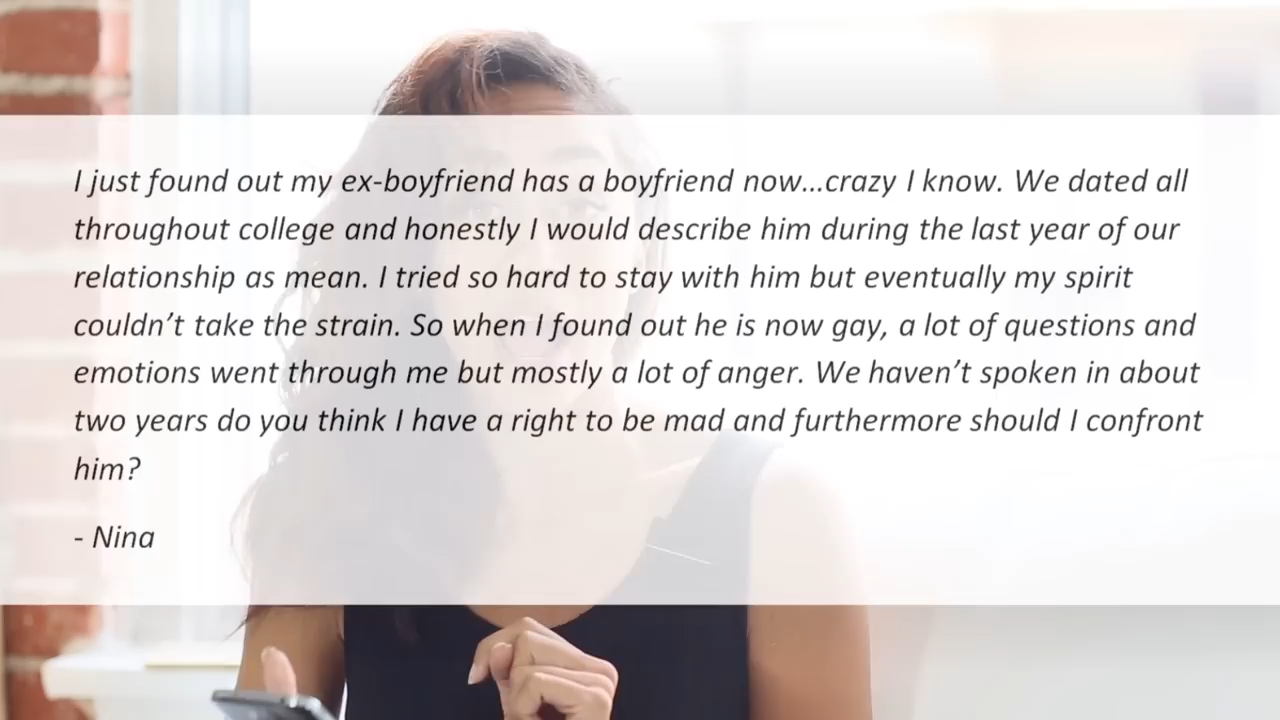 I just found out my ex-boyfriend has a boyfriend now...crazy I know. We dated all
throughout college and honestly I would describe him during the last year of our
relationship as mean. I tried so hard to stay with him but eventually my spirit
couldn’t take the strain. So when I found out he is now gay, a lot of questions and
emotions went through me but mostly a lot of anger. We haven’t spoken in about
two years do you think I have a right to be mad and furthermore should I confront
him?
- Nina